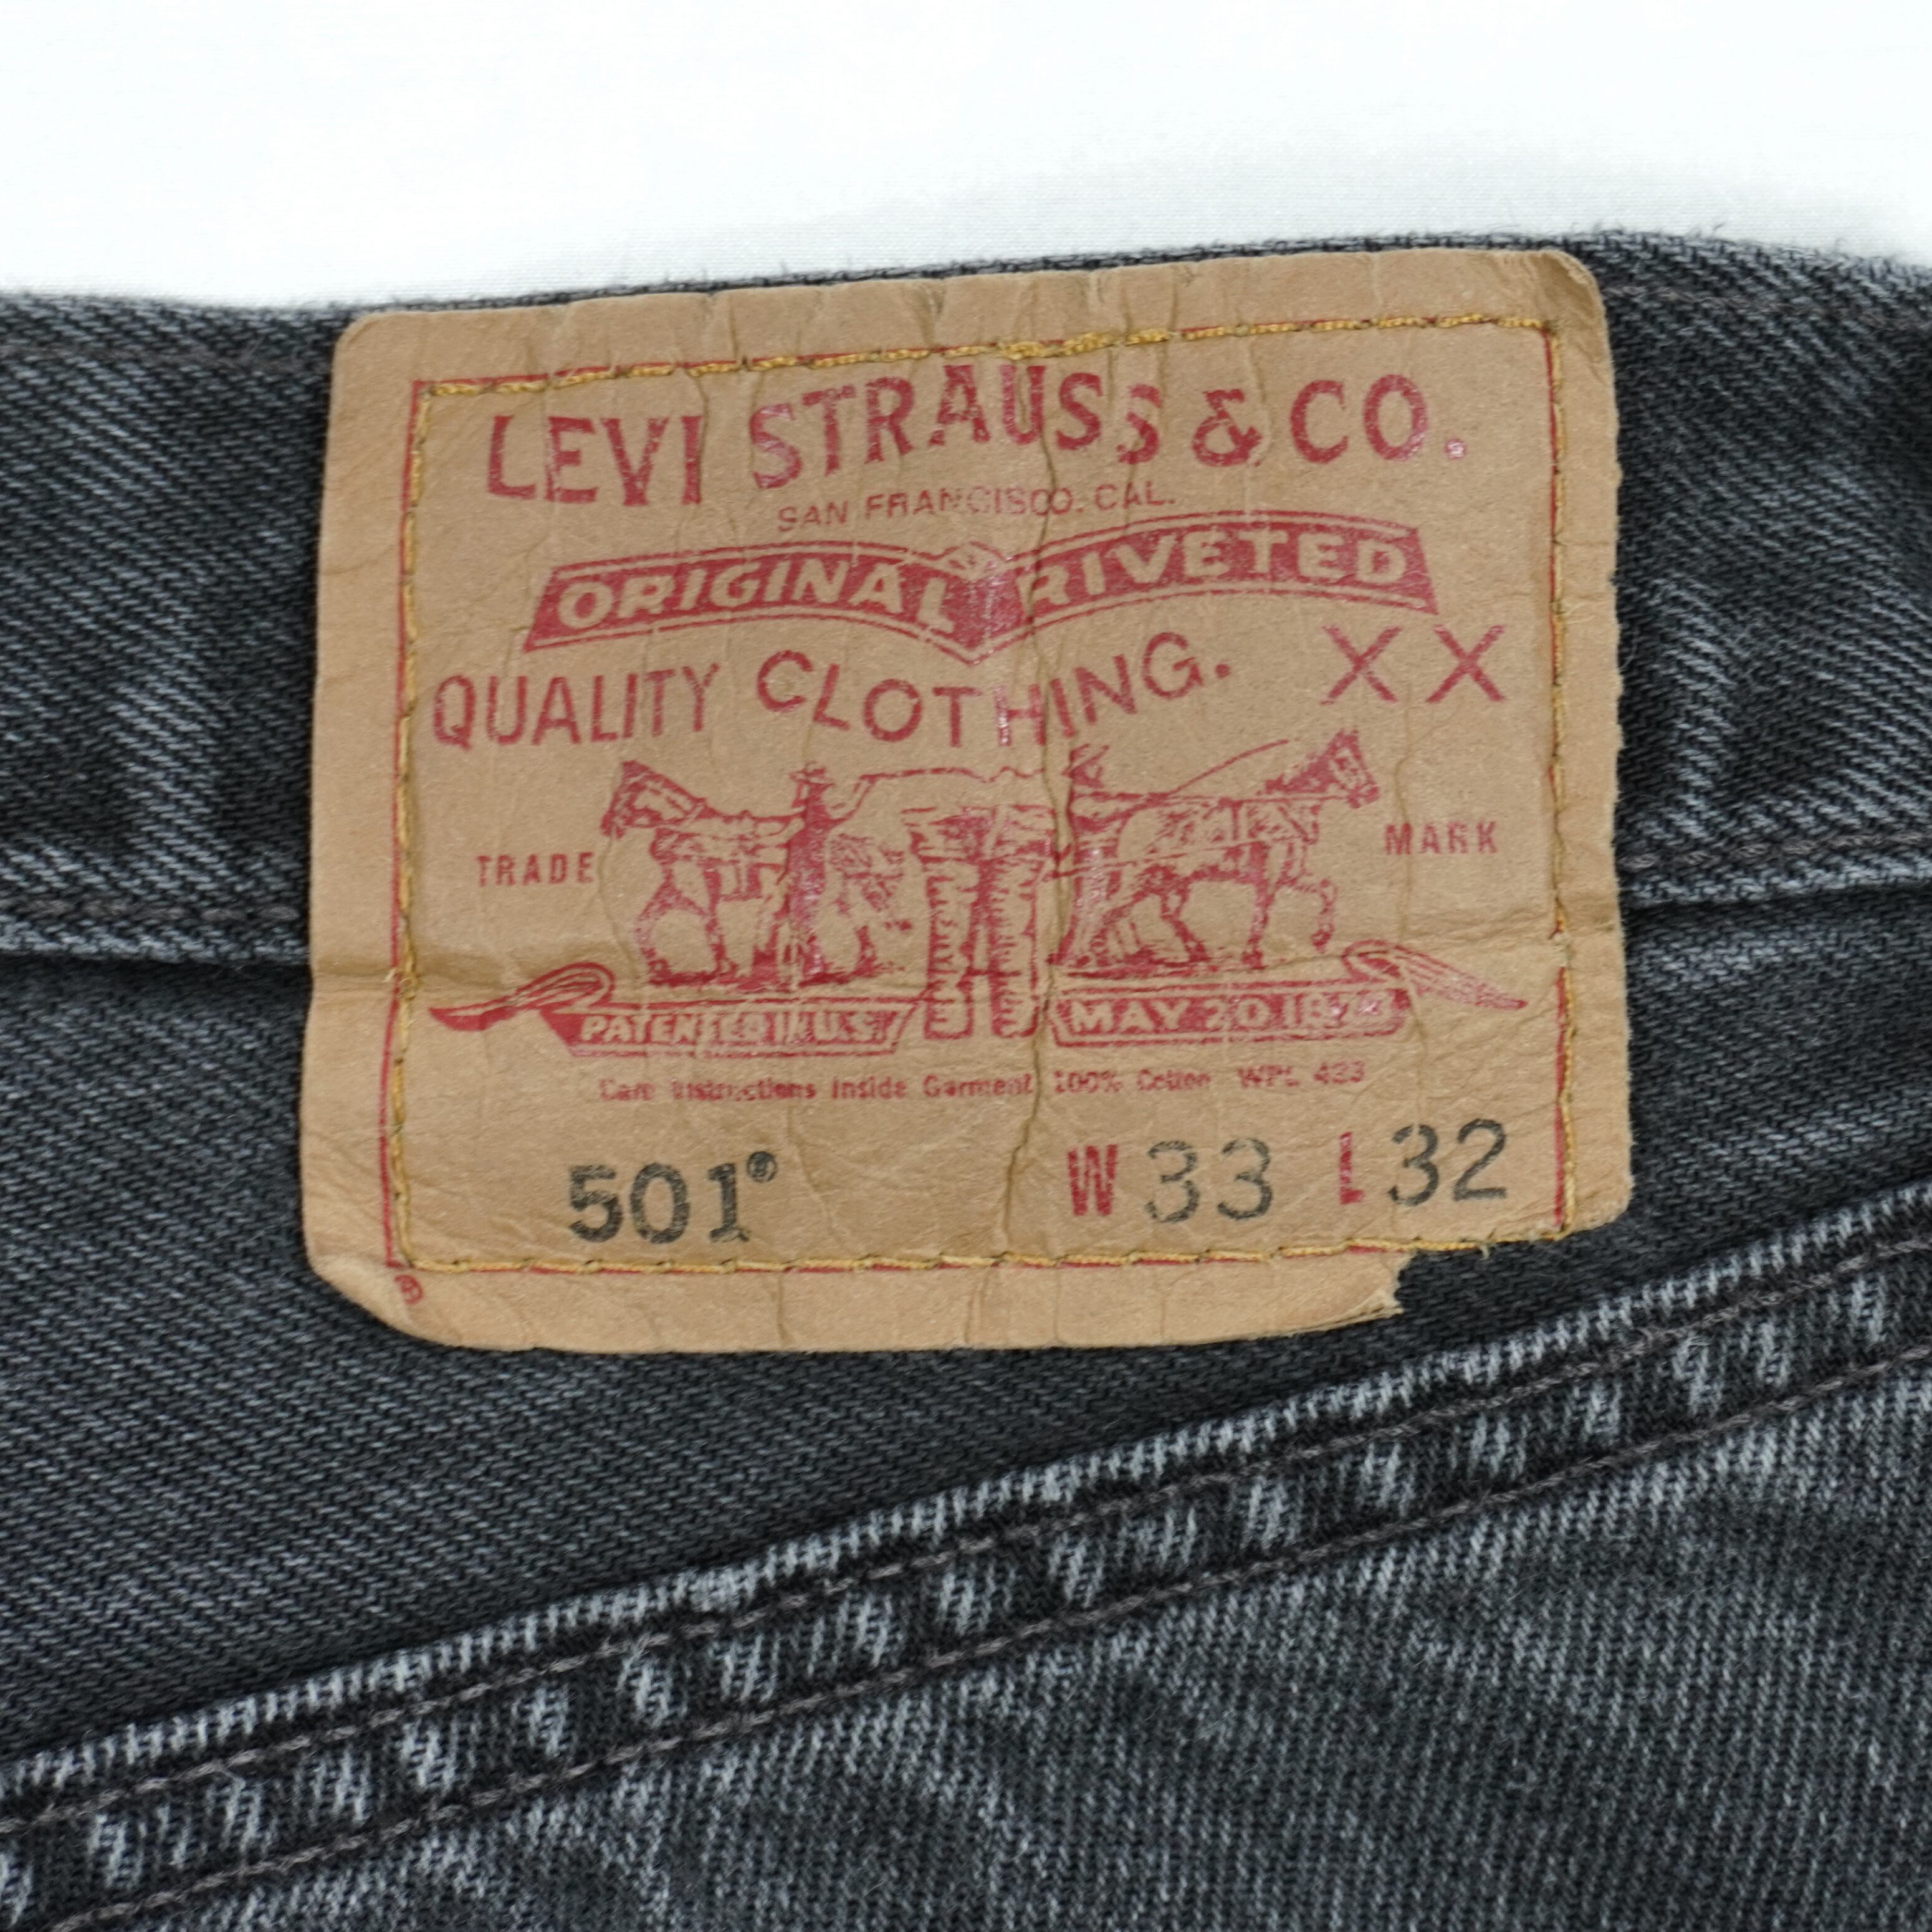 LEVI STRAUSS & CO.
SAN FRANCISCO. CAL.
ORIGINAL RIVETED
QUALITY CLOTHING. XX
TRADE MARK
PATENTED IN U.S. MAY 20 1873
Care Instructions Inside Garment 100% Cotton WPL 423
501® W 33 L 32
®